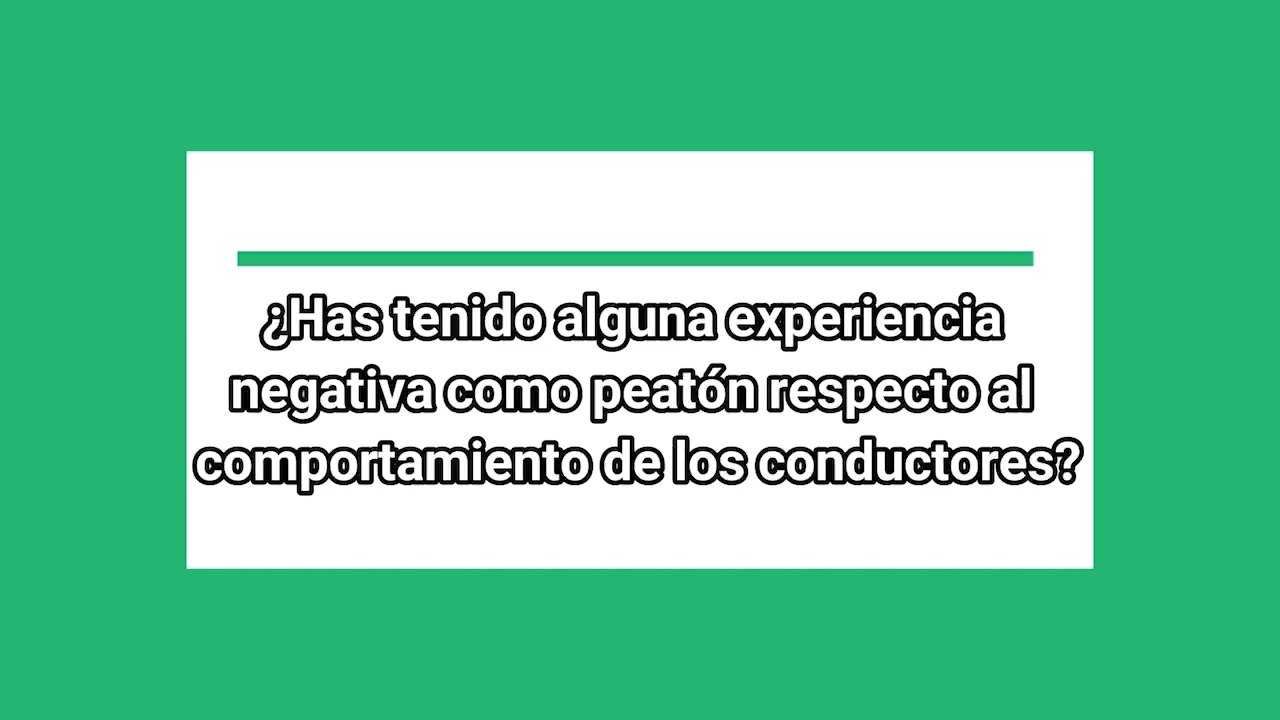 ¿Has tenido alguna experiencia
negativa como peatón respecto al
comportamiento de los conductores?